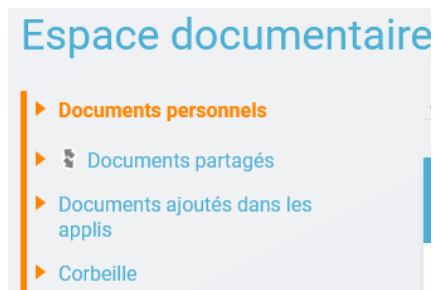 Espace documentaire
Documents personnels
Documents partagés
Documents ajoutés dans les
applis
Corbeille